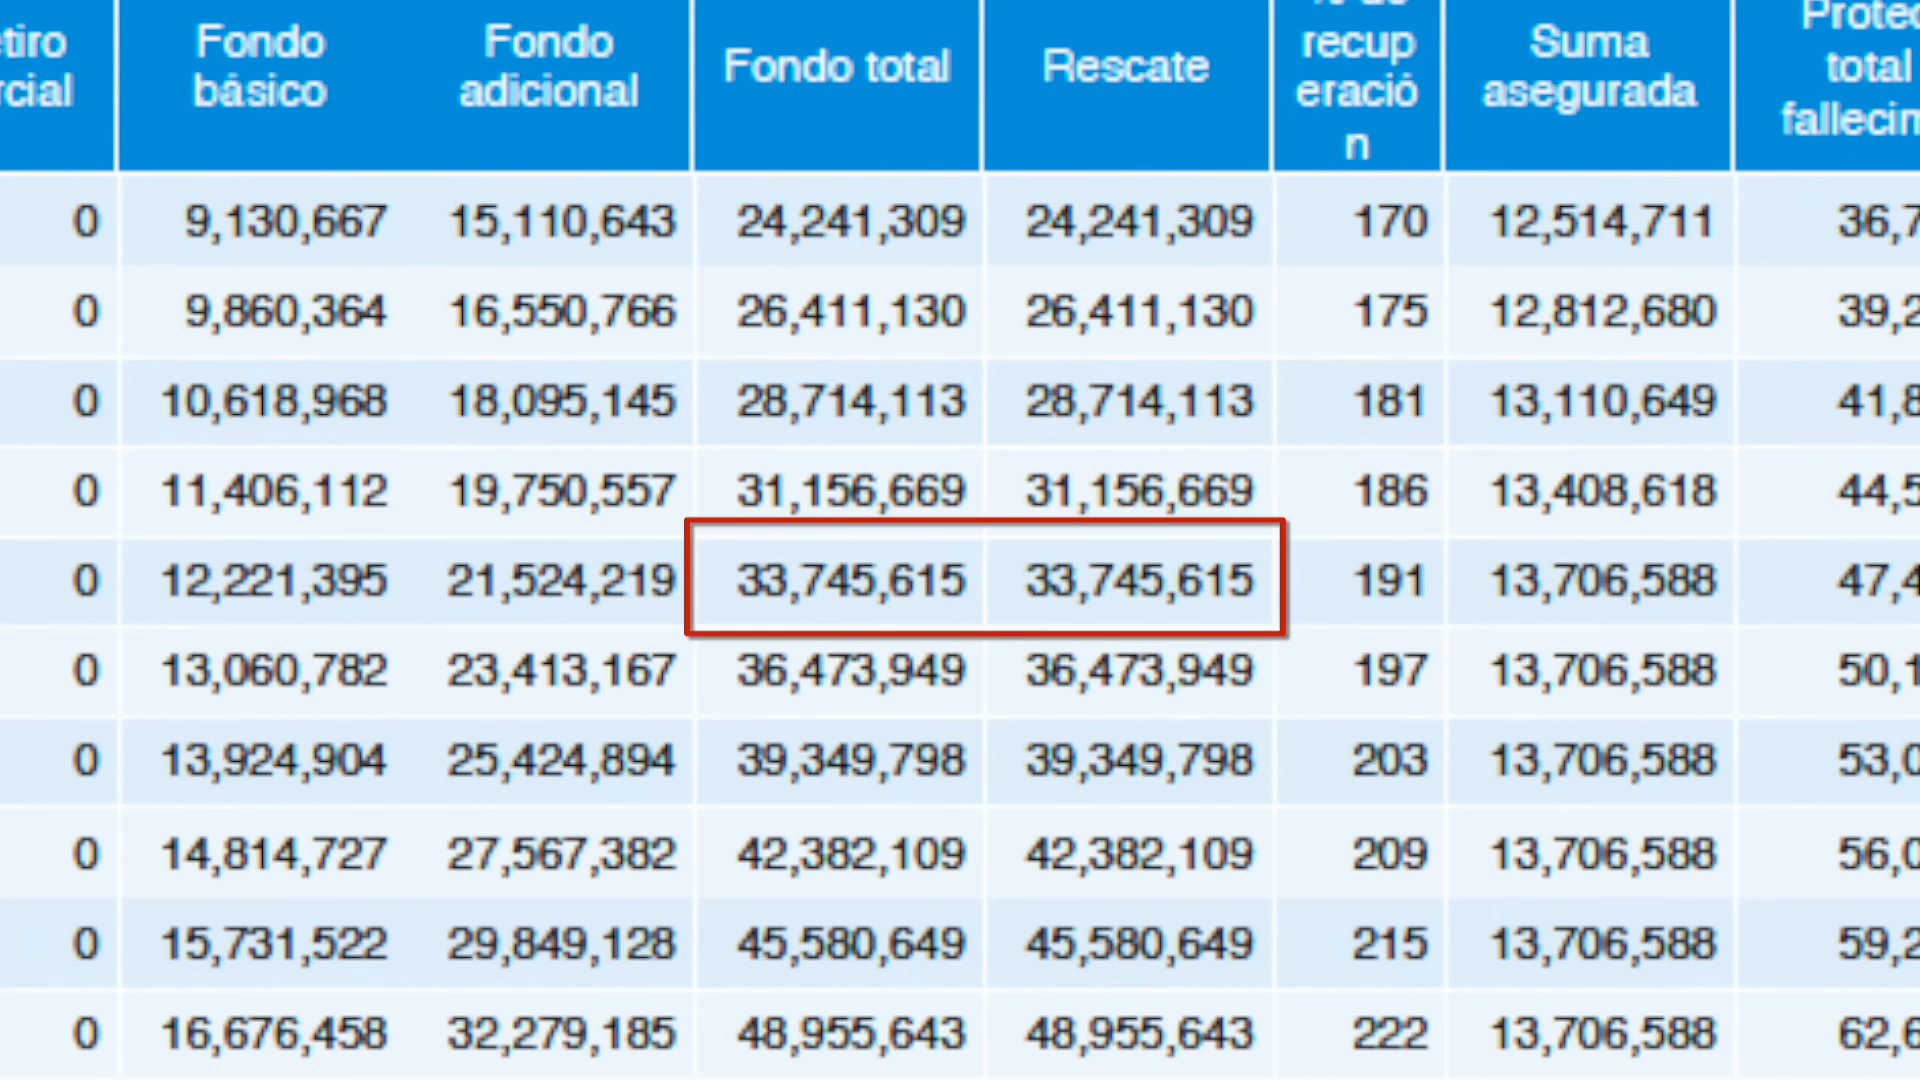 Fondo básico Fondo adicional Fondo total Rescate recuperación Suma asegurada total
0 9,130,667 15,110,643 24,241,309 24,241,309 170 12,514,711
0 9,860,364 16,550,766 26,411,130 26,411,130 175 12,812,680
0 10,618,968 18,095,145 28,714,113 28,714,113 181 13,110,649
0 11,406,112 19,750,557 31,156,669 31,156,669 186 13,408,618
0 12,221,395 21,524,219 33,745,615 33,745,615 191 13,706,588
0 13,060,782 23,413,167 36,473,949 36,473,949 197 13,706,588
0 13,924,904 25,424,894 39,349,798 39,349,798 203 13,706,588
0 14,814,727 27,567,382 42,382,109 42,382,109 209 13,706,588
0 15,731,522 29,849,128 45,580,649 45,580,649 215 13,706,588
0 16,676,458 32,279,185 48,955,643 48,955,643 222 13,706,588